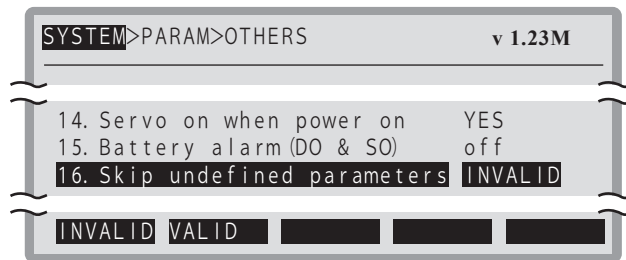 SYSTEM>PARAM>OTHERS v 1.23M
14. Servo on when power on YES
15. Battery alarm(DO & SO) off
16. Skip undefined parameters INVALID
INVALID VALID